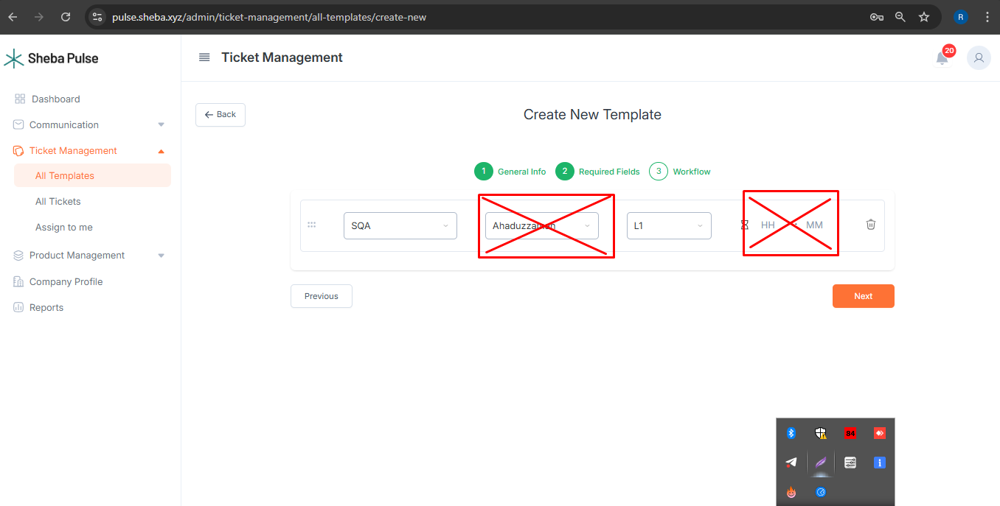 pulse.sheba.xyz/admin/ticket-management/all-templates/create-new
R
Sheba Pulse
Ticket Management
20
Dashboard
Communication
Ticket Management
All Templates
All Tickets
Assign to me
Product Management
Company Profile
Reports
Back
Create New Template
1 General Info 2 Required Fields 3 Workflow
SQA Ahaduzzaman L1 HH : MM
Previous Next
84